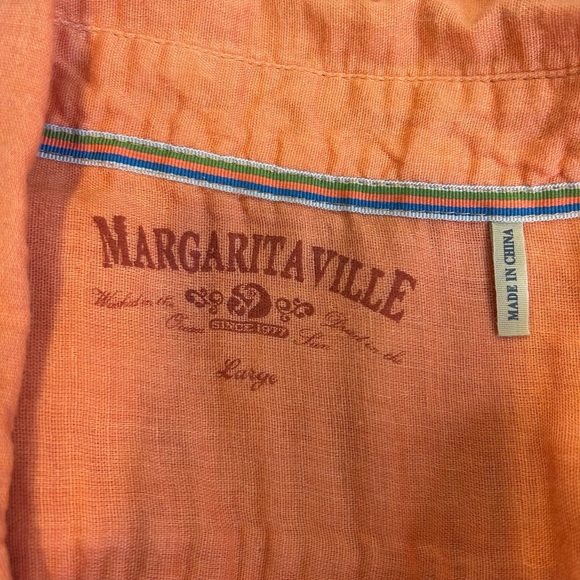 MARGARITAVILLE
Washed in the Ocean
Dried in the Sun
SINCE 1977
Large
MADE IN CHINA